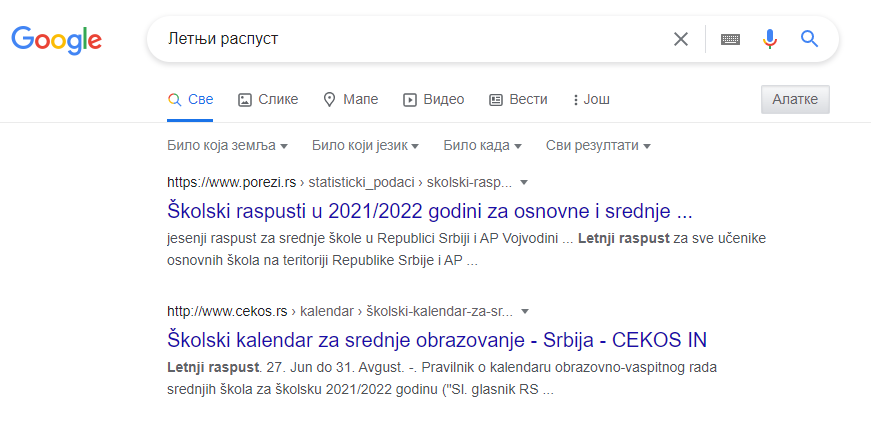 Google
Летњи распуст
Све Слике Мапе Видео Вести Још Алатке
Било која земља Било који језик Било када Сви резултати
https://www.porezi.rs › statisticki_podaci › skolski-rasp...
Školski raspusti u 2021/2022 godini za osnovne i srednje ...
jesenji raspust za srednje škole u Republici Srbiji i AP Vojvodini ... Letnji raspust za sve učenike
osnovnih škola na teritoriji Republike Srbije i AP ...
http://www.cekos.rs › kalendar › školski-kalendar-za-sr...
Školski kalendar za srednje obrazovanje - Srbija - CEKOS IN
Letnji raspust. 27. Jun do 31. Avgust. -. Pravilnik o kalendaru obrazovno-vaspitnog rada
srednjih škola za školsku 2021/2022 godinu ("Sl. glasnik RS ...